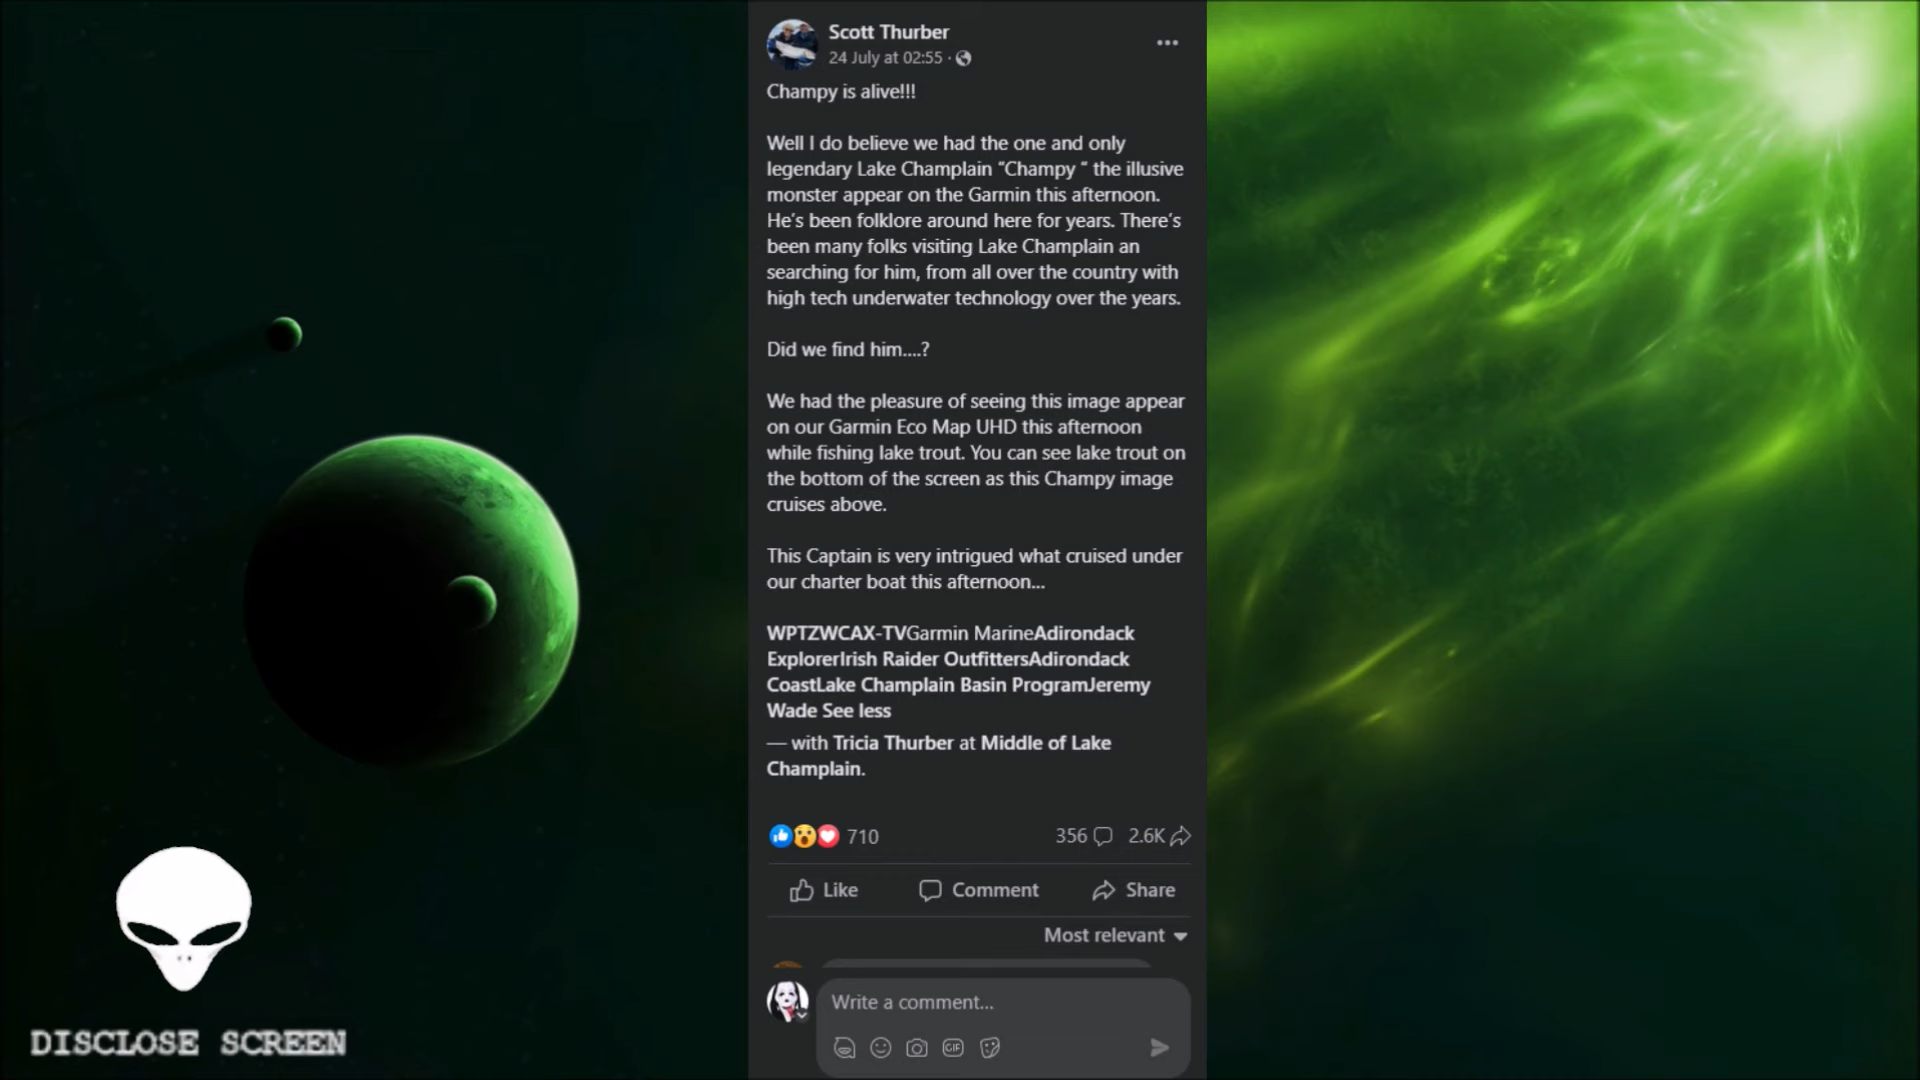 Scott Thurber
24 July at 02:55 ·
Champy is alive!!!
Well I do believe we had the one and only
legendary Lake Champlain “Champy “ the illusive
monster appear on the Garmin this afternoon.
He’s been folklore around here for years. There’s
been many folks visiting Lake Champlain an
searching for him, from all over the country with
high tech underwater technology over the years.
Did we find him....?
We had the pleasure of seeing this image appear
on our Garmin Eco Map UHD this afternoon
while fishing lake trout. You can see lake trout on
the bottom of the screen as this Champy image
cruises above.
This Captain is very intrigued what cruised under
our charter boat this afternoon...
WPTZWCAX-TVGarmin MarineAdirondack
ExplorerIrish Raider OutfittersAdirondack
CoastLake Champlain Basin ProgramJeremy
Wade See less
— with Tricia Thurber at Middle of Lake
Champlain.
710 356 2.6K
Like Comment Share
Most relevant
Write a comment...
GIF
DISCLOSE SCREEN